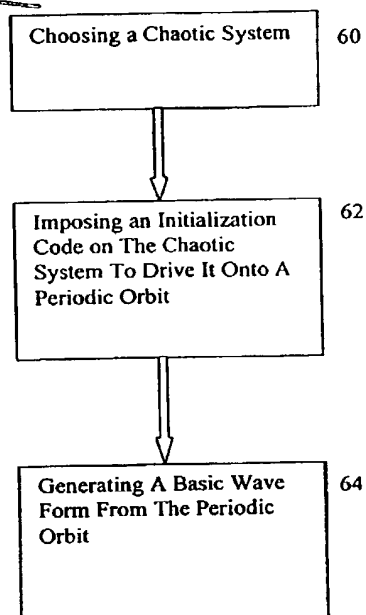 Choosing a Chaotic System 60
Imposing an Initialization 62
Code on The Chaotic
System To Drive It Onto A
Periodic Orbit
Generating A Basic Wave 64
Form From The Periodic
Orbit